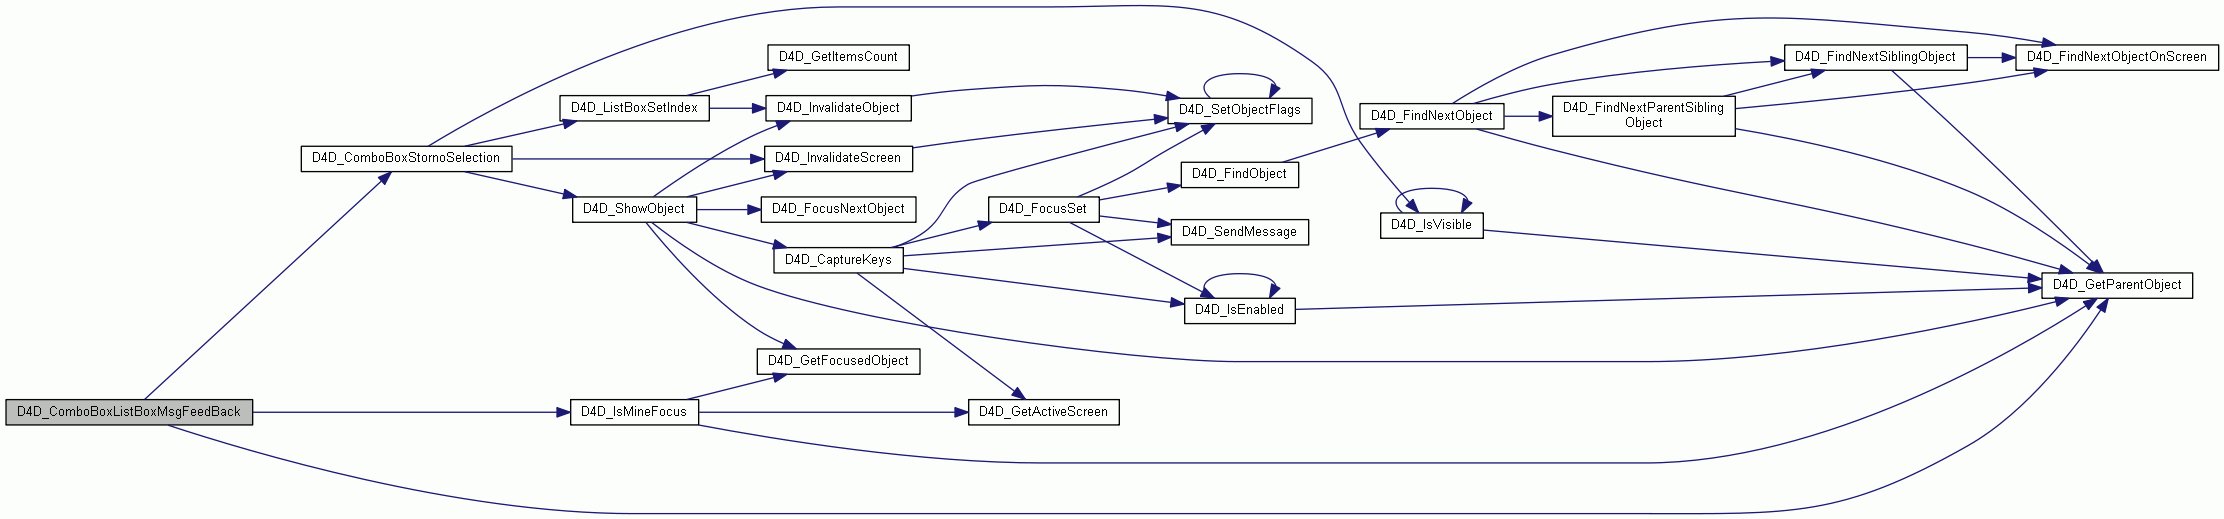 D4D_GetItemsCount
D4D_FindNextSiblingObject
D4D_FindNextObjectOnScreen
D4D_ListBoxSetIndex
D4D_InvalidateObject
D4D_SetObjectFlags
D4D_FindNextObject
D4D_FindNextParentSibling
Object
D4D_ComboBoxStornoSelection
D4D_InvalidateScreen
D4D_FindObject
D4D_ShowObject
D4D_FocusNextObject
D4D_FocusSet
D4D_SendMessage
D4D_IsVisible
D4D_CaptureKeys
D4D_GetParentObject
D4D_IsEnabled
D4D_GetFocusedObject
D4D_ComboBoxListBoxMsgFeedBack
D4D_IsMineFocus
D4D_GetActiveScreen